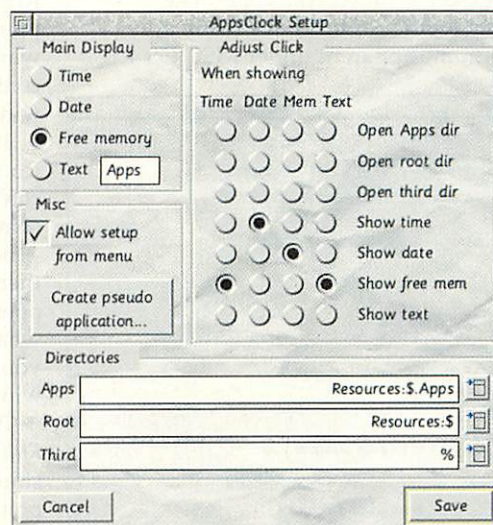 AppsClock Setup
Main Display
Time
Date
Free memory
Text Apps
Misc
Allow setup
from menu
Create pseudo
application...
Adjust Click
When showing
Time Date Mem Text
Open Apps dir
Open root dir
Open third dir
Show time
Show date
Show free mem
Show text
Directories
Apps Resources:$.Apps
Root Resources:$
Third %
Cancel
Save